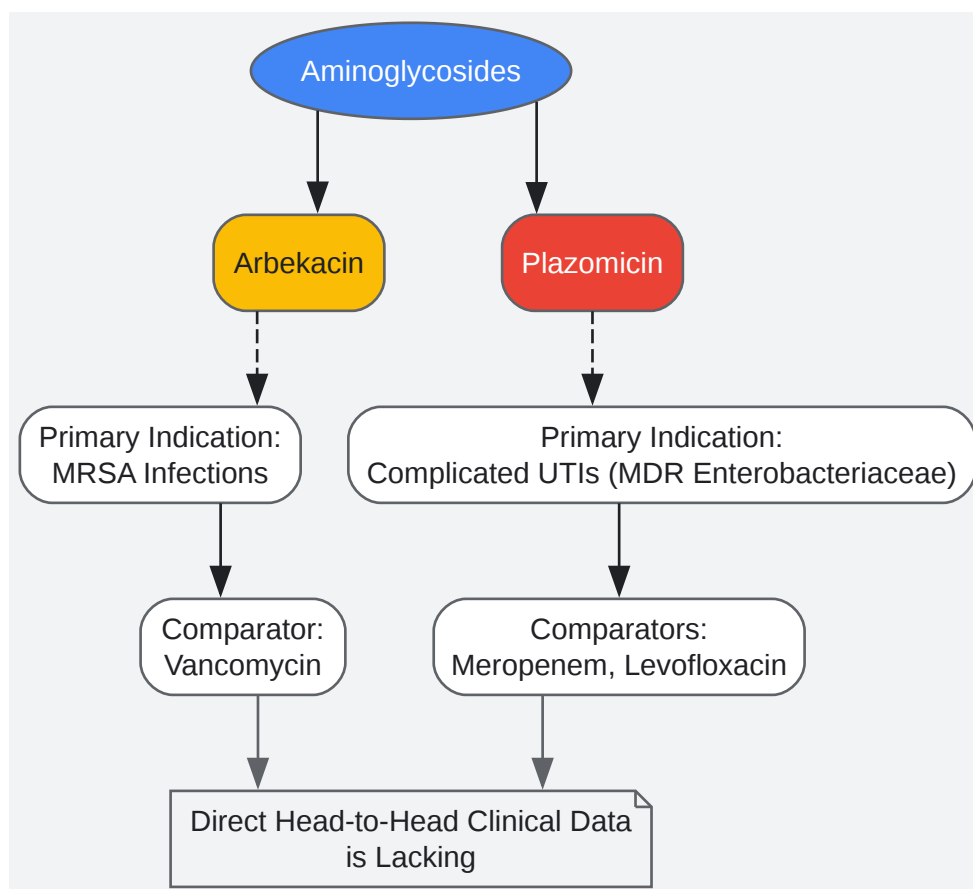 Aminoglycosides
Arbekacin
Plazomicin
Primary Indication:
MRSA Infections
Primary Indication:
Complicated UTIs (MDR Enterobacteriaceae)
Comparator:
Vancomycin
Comparators:
Meropenem, Levofloxacin
Direct Head-to-Head Clinical Data
is Lacking